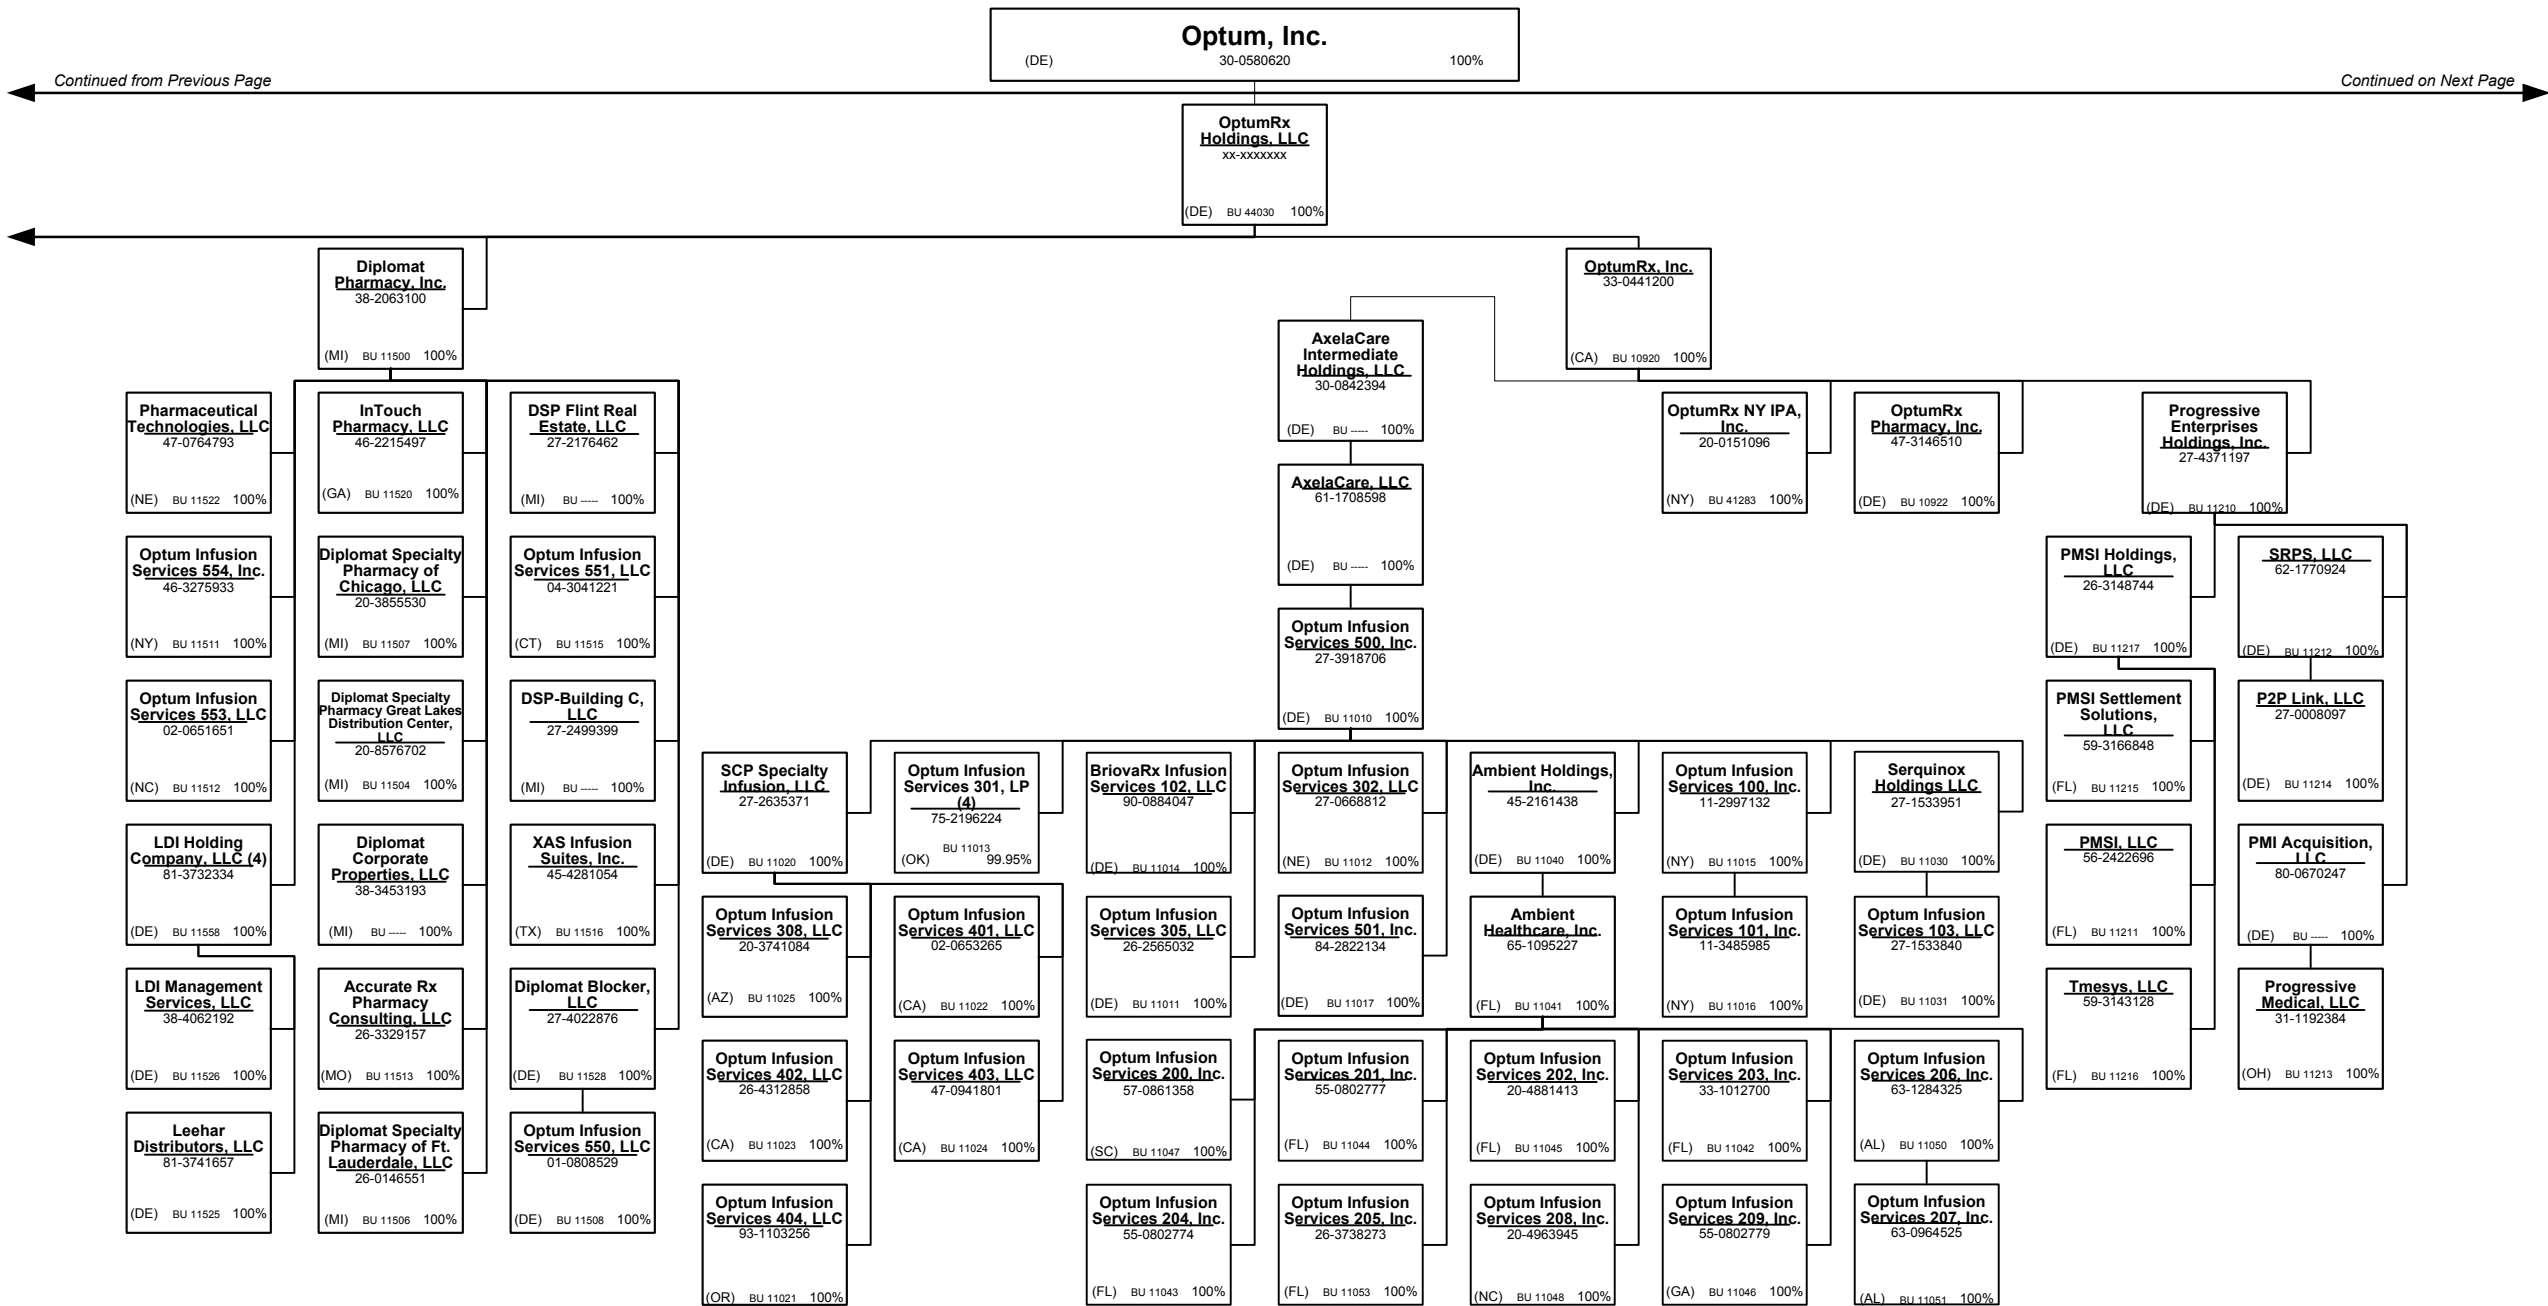 Optum, Inc.
(DE) 30-0580620 100%
Continued from Previous Page
Continued on Next Page
OptumRx
Holdings, LLC
xx-xxxxxxx
(DE) BU 44030 100%
Diplomat
Pharmacy, Inc.
38-2063100
(MI) BU 11500 100%
OptumRx, Inc.
33-0441200
(CA) BU 10920 100%
AxelaCare
Intermediate
Holdings, LLC
30-0842394
(DE) BU ----- 100%
Pharmaceutical
Technologies, LLC
47-0764793
(NE) BU 11522 100%
InTouch
Pharmacy, LLC
46-2215497
(GA) BU 11520 100%
DSP Flint Real
Estate, LLC
27-2176462
(MI) BU ----- 100%
OptumRx NY IPA,
Inc.
20-0151096
(NY) BU 41283 100%
OptumRx
Pharmacy, Inc.
47-3146510
(DE) BU 10922 100%
Progressive
Enterprises
Holdings, Inc.
27-4371197
(DE) BU 11210 100%
AxelaCare, LLC
61-1708598
(DE) BU ----- 100%
Optum Infusion
Services 554, Inc.
46-3275933
(NY) BU 11511 100%
Diplomat Specialty
Pharmacy of
Chicago, LLC
20-3855530
(MI) BU 11507 100%
Optum Infusion
Services 551, LLC
04-3041221
(CT) BU 11515 100%
PMSI Holdings,
LLC
26-3148744
(DE) BU 11217 100%
SRPS, LLC
62-1770924
(DE) BU 11212 100%
Optum Infusion
Services 500, Inc.
27-3918706
(DE) BU 11010 100%
Optum Infusion
Services 553, LLC
02-0651651
(NC) BU 11512 100%
Diplomat Specialty
Pharmacy Great Lakes
Distribution Center,
LLC
20-8576702
(MI) BU 11504 100%
DSP-Building C,
LLC
27-2499399
(MI) BU ----- 100%
PMSI Settlement
Solutions,
LLC
59-3166848
(FL) BU 11215 100%
P2P Link, LLC
27-0008097
(DE) BU 11214 100%
SCP Specialty
Infusion, LLC
27-2635371
(DE) BU 11020 100%
Optum Infusion
Services 301, LP
(4)
75-2196224
BU 11013
(OK) 99.95%
BriovaRx Infusion
Services 102, LLC
90-0884047
(DE) BU 11014 100%
Optum Infusion
Services 302, LLC
27-0668812
(NE) BU 11012 100%
Ambient Holdings,
Inc.
45-2161438
(DE) BU 11040 100%
Optum Infusion
Services 100, Inc.
11-2997132
(NY) BU 11015 100%
Serquinox
Holdings LLC
27-1533951
(DE) BU 11030 100%
LDI Holding
Company, LLC (4)
81-3732334
(DE) BU 11558 100%
Diplomat
Corporate
Properties, LLC
38-3453193
(MI) BU ----- 100%
XAS Infusion
Suites, Inc.
45-4281054
(TX) BU 11516 100%
PMSI, LLC
56-2422696
(FL) BU 11211 100%
PMI Acquisition,
LLC
80-0670247
(DE) BU ----- 100%
Optum Infusion
Services 308, LLC
20-3741084
(AZ) BU 11025 100%
Optum Infusion
Services 401, LLC
02-0653265
(CA) BU 11022 100%
Optum Infusion
Services 305, LLC
26-2565032
(DE) BU 11011 100%
Optum Infusion
Services 501, Inc.
84-2822134
(DE) BU 11017 100%
Ambient
Healthcare, Inc.
65-1095227
(FL) BU 11041 100%
Optum Infusion
Services 101, Inc.
11-3485985
(NY) BU 11016 100%
Optum Infusion
Services 103, LLC
27-1533840
(DE) BU 11031 100%
LDI Management
Services, LLC
38-4062192
(DE) BU 11526 100%
Accurate Rx
Pharmacy
Consulting, LLC
26-3329157
(MO) BU 11513 100%
Diplomat Blocker,
LLC
27-4022876
(DE) BU 11528 100%
Tmesys, LLC
59-3143128
(FL) BU 11216 100%
Progressive
Medical, LLC
31-1192384
(OH) BU 11213 100%
Optum Infusion
Services 402, LLC
26-4312858
(CA) BU 11023 100%
Optum Infusion
Services 403, LLC
47-0941801
(CA) BU 11024 100%
Optum Infusion
Services 200, Inc.
57-0861358
(SC) BU 11047 100%
Optum Infusion
Services 201, Inc.
55-0802777
(FL) BU 11044 100%
Optum Infusion
Services 202, Inc.
20-4881413
(FL) BU 11045 100%
Optum Infusion
Services 203, Inc.
33-1012700
(FL) BU 11042 100%
Optum Infusion
Services 206, Inc.
63-1284325
(AL) BU 11050 100%
Leehar
Distributors, LLC
81-3741657
(DE) BU 11525 100%
Diplomat Specialty
Pharmacy of Ft.
Lauderdale, LLC
26-0146551
(MI) BU 11506 100%
Optum Infusion
Services 550, LLC
01-0808529
(DE) BU 11508 100%
Optum Infusion
Services 404, LLC
93-1103256
(OR) BU 11021 100%
Optum Infusion
Services 204, Inc.
55-0802774
(FL) BU 11043 100%
Optum Infusion
Services 205, Inc.
26-3738273
(FL) BU 11053 100%
Optum Infusion
Services 208, Inc.
20-4963945
(NC) BU 11048 100%
Optum Infusion
Services 209, Inc.
55-0802779
(GA) BU 11046 100%
Optum Infusion
Services 207, Inc.
63-0964525
(AL) BU 11051 100%